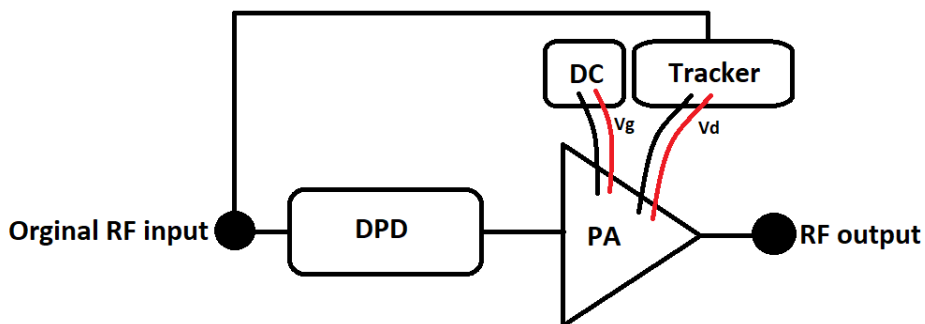 DC
Tracker
Vg
Vd
Orginal RF input
DPD
PA
RF output